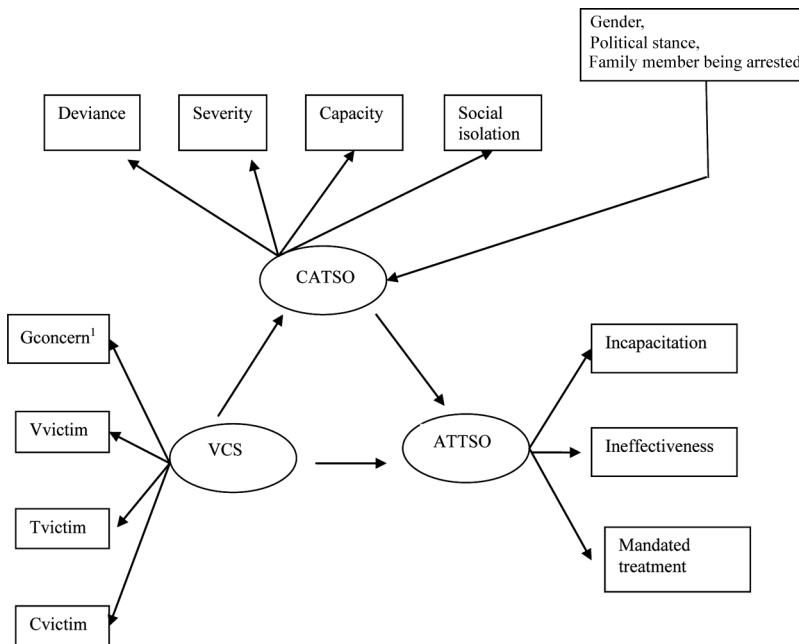 Gender,
Political stance,
Family member being arrested
Deviance
Severity
Capacity
Social
isolation
CATSO
Gconcern¹
Incapacitation
Vvictim
VCS
ATTSO
Ineffectiveness
Tvictim
Mandated
treatment
Cvictim